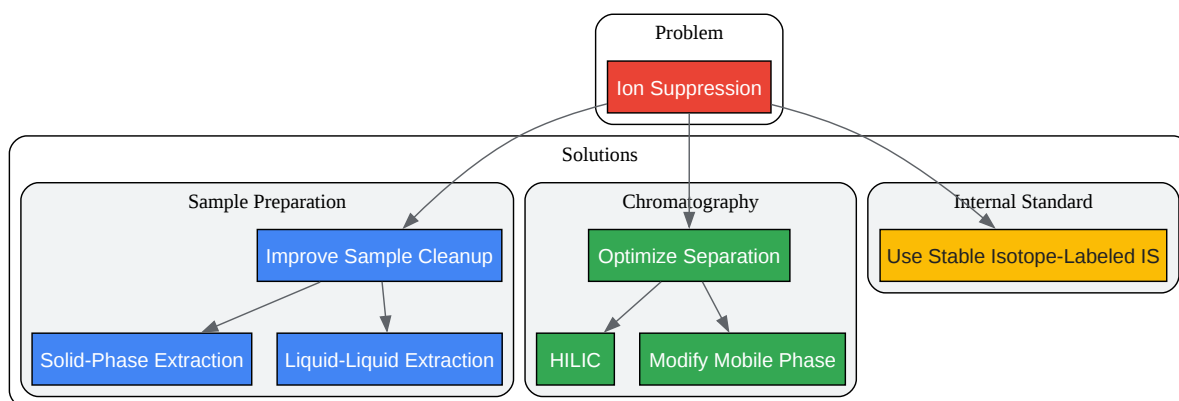 Problem
Ion Suppression
Solutions
Sample Preparation
Chromatography
Internal Standard
Improve Sample Cleanup
Optimize Separation
Use Stable Isotope-Labeled IS
Solid-Phase Extraction
Liquid-Liquid Extraction
HILIC
Modify Mobile Phase